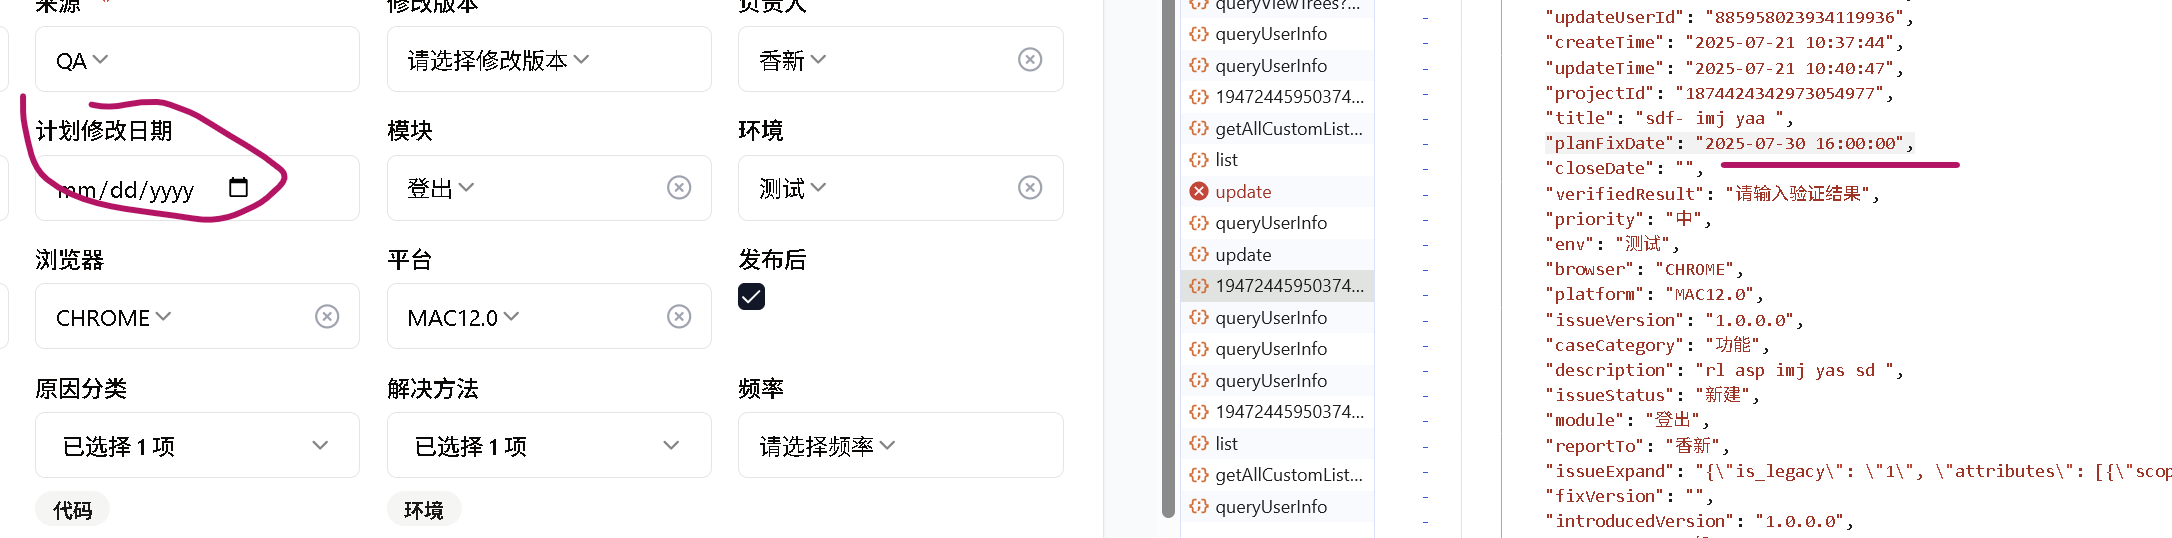 来源 *
修改版本
负责人
QA
请选择修改版本
香新
计划修改日期
模块
环境
mm/dd/yyyy
登出
测试
浏览器
平台
发布后
CHROME
MAC12.0
原因分类
解决方法
频率
已选择 1 项
已选择 1 项
请选择频率
代码
环境
queryViewTrees?...
queryUserInfo
queryUserInfo
19472445950374...
getAllCustomList...
list
update
queryUserInfo
update
19472445950374...
queryUserInfo
queryUserInfo
queryUserInfo
19472445950374...
list
getAllCustomList...
queryUserInfo
"updateUserId": "885958023934119936",
"createTime": "2025-07-21 10:37:44",
"updateTime": "2025-07-21 10:40:47",
"projectId": "1874424342973054977",
"title": "sdf- imj yaa ",
"planFixDate": "2025-07-30 16:00:00",
"closeDate": "",
"verifiedResult": "请输入验证结果",
"priority": "中",
"env": "测试",
"browser": "CHROME",
"platform": "MAC12.0",
"issueVersion": "1.0.0.0",
"caseCategory": "功能",
"description": "rl asp imj yas sd ",
"issueStatus": "新建",
"module": "登出",
"reportTo": "香新",
"issueExpand": "{\"is_legacy\": \"1\", \"attributes\": [{\"scop
"fixVersion": "",
"introducedVersion": "1.0.0.0",